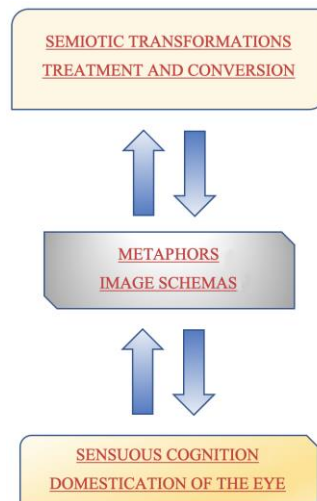 SEMIOTIC TRANSFORMATIONS
TREATMENT AND CONVERSION
METAPHORS
IMAGE SCHEMAS
SENSUOUS COGNITION
DOMESTICATION OF THE EYE